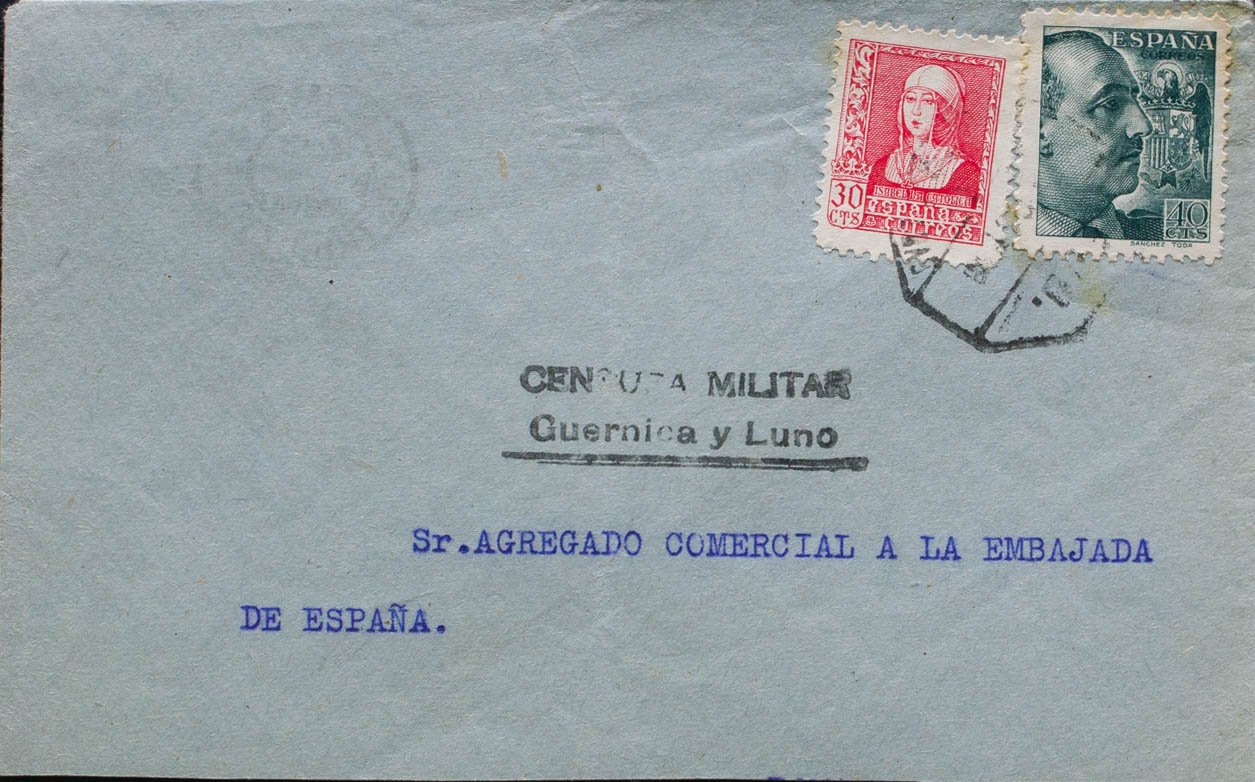 ESPAÑA
CORREOS
ISABEL LA CATOLICA
30
CTS
españa
correos
40
CTS
SANCHEZ TODA
CENSURA MILITAR
Guernica y Luno
Sr.AGREGADO COMERCIAL A LA EMBAJADA
DE ESPAÑA.